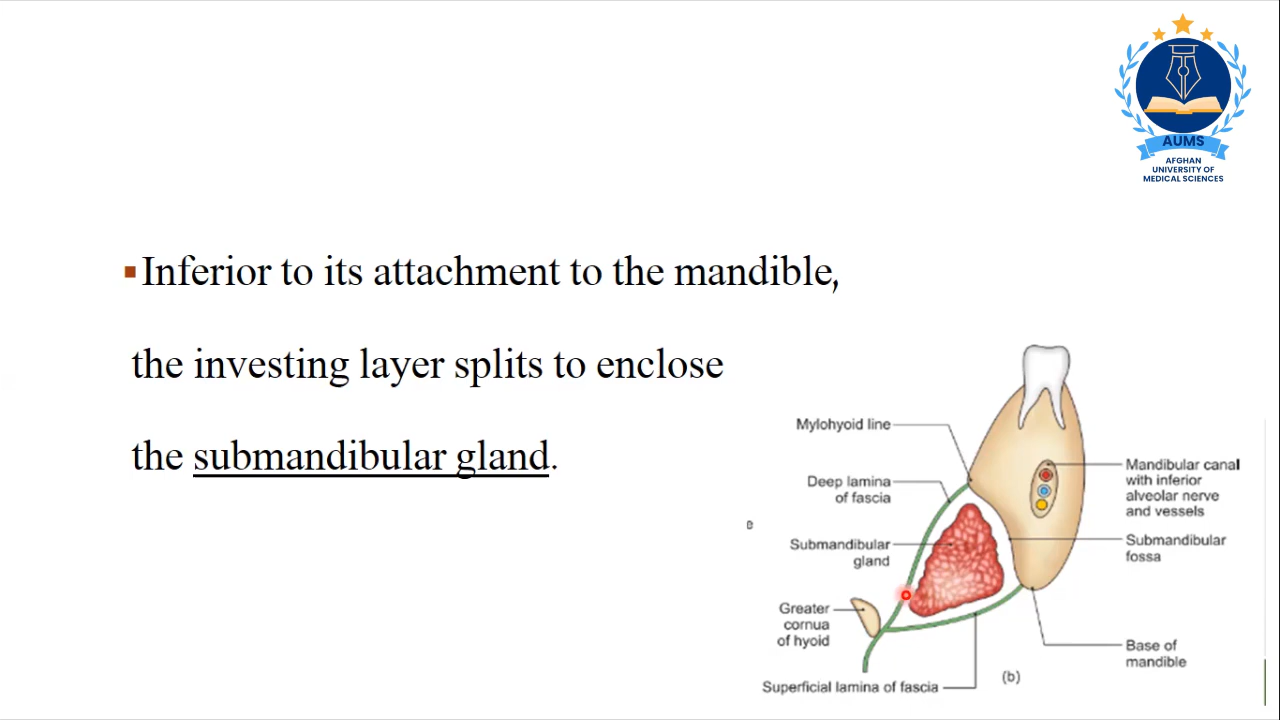 AUMS
AFGHAN
UNIVERSITY OF
MEDICAL SCIENCES
Inferior to its attachment to the mandible,
the investing layer splits to enclose
the submandibular gland.
Mylohyoid line
Deep lamina
of fascia
Submandibular
gland
Greater
cornua
of hyoid
Superficial lamina of fascia
Mandibular canal
with inferior
alveolar nerve
and vessels
Submandibular
fossa
Base of
mandible
(b)
e